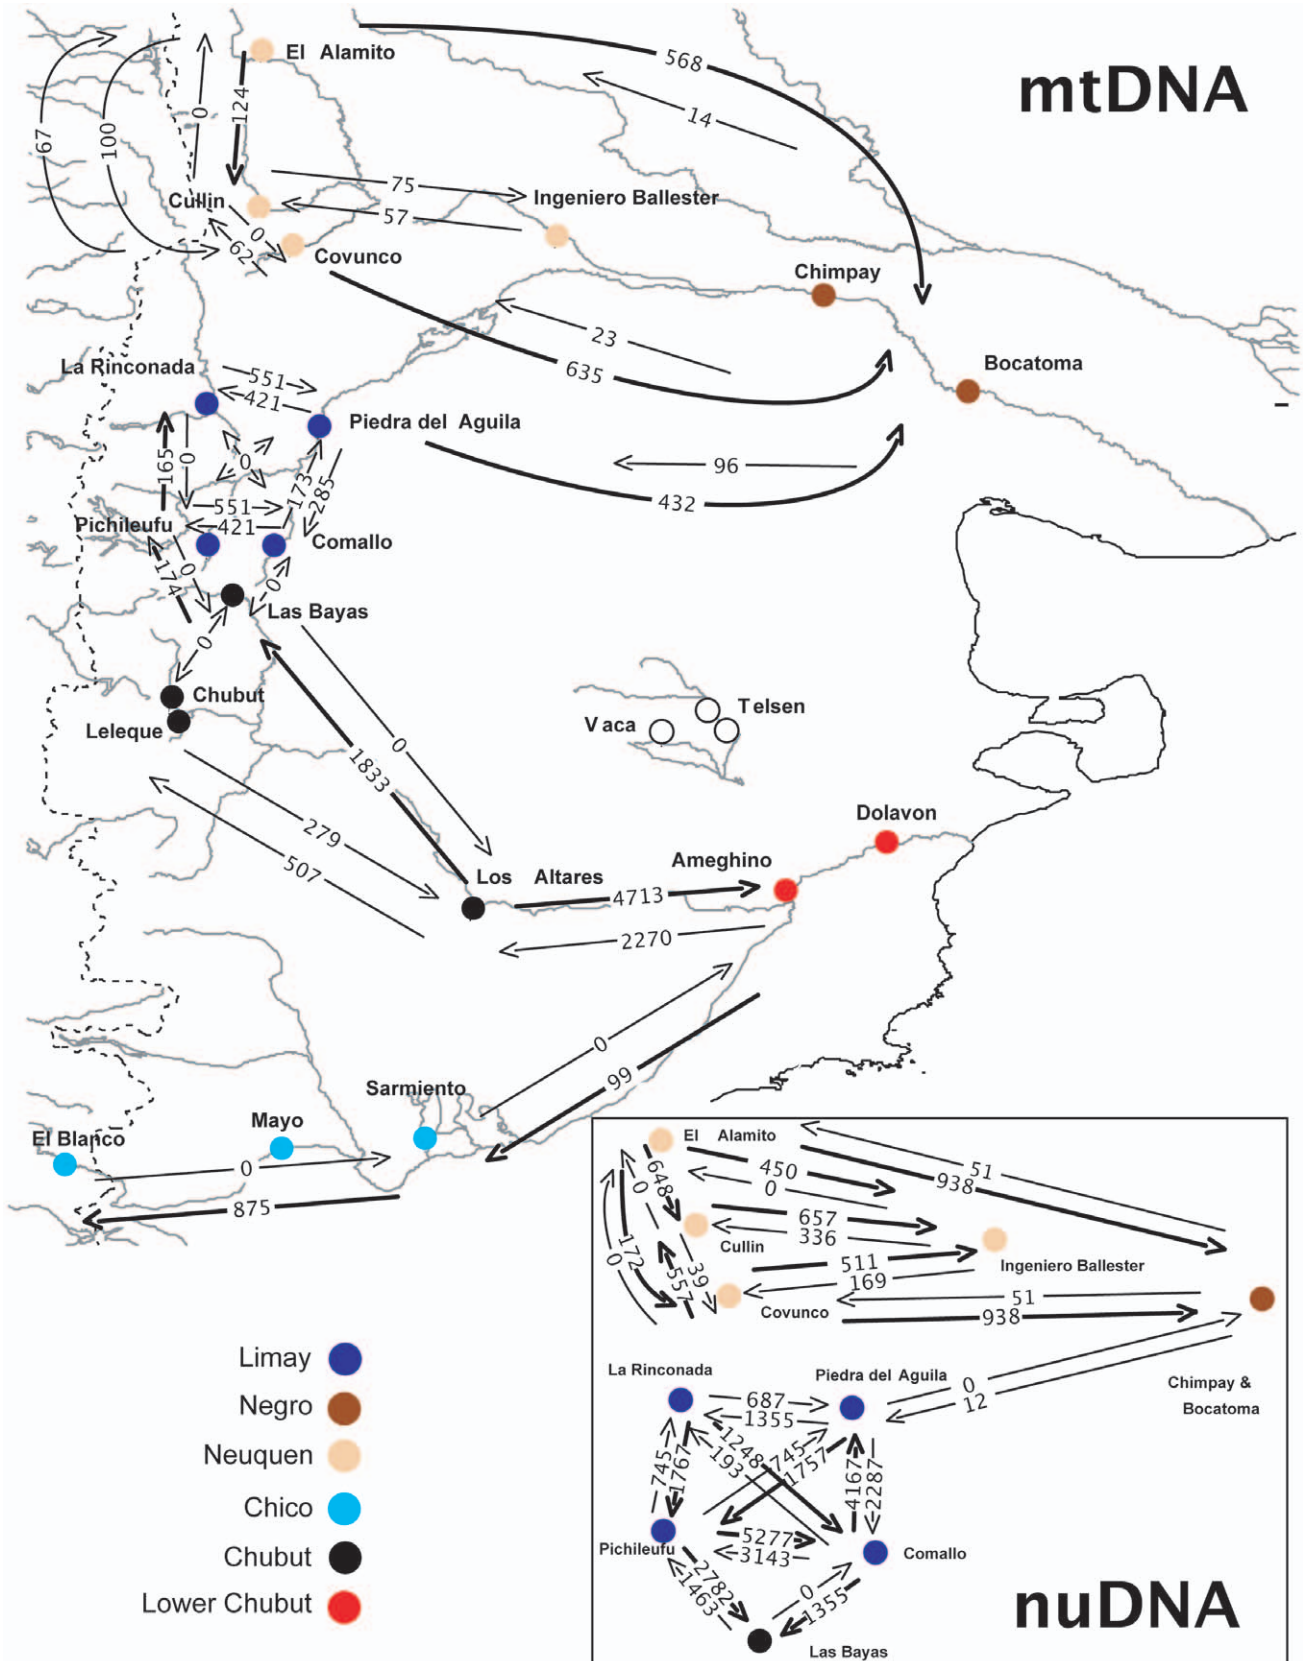 El Alamito
568
mtDNA
124
0
14
67
100
75
Cullin
Ingeniero Ballester
57
0
62
Covunco
Chimpay
23
La Rinconada
551
635
Bocatoma
421
Piedra del Aguila
165
0
0
96
173
285
432
551
Pichileufu
421
Comallo
174
0
0
Las Bayas
0
Chubut
Telsen
Vaca
Leleque
0
1833
279
Dolavon
507
Ameghino
Los Altares
4713
2270
0
99
Sarmiento
Mayo
El Blanco
0
875
El Alamito
51
648
450
938
0
0
657
336
Cullin
172
0
39
557
511
Ingeniero Ballester
169
51
Covunco
938
La Rinconada
Piedra del Aguila
0
12
Chimpay &
Bocatoma
687
1355
1248
193
745
1757
745
1767
4167
2287
5277
3143
Pichileufu
Comallo
2782
1463
0
1355
Las Bayas
nuDNA
Limay
Negro
Neuquen
Chico
Chubut
Lower Chubut